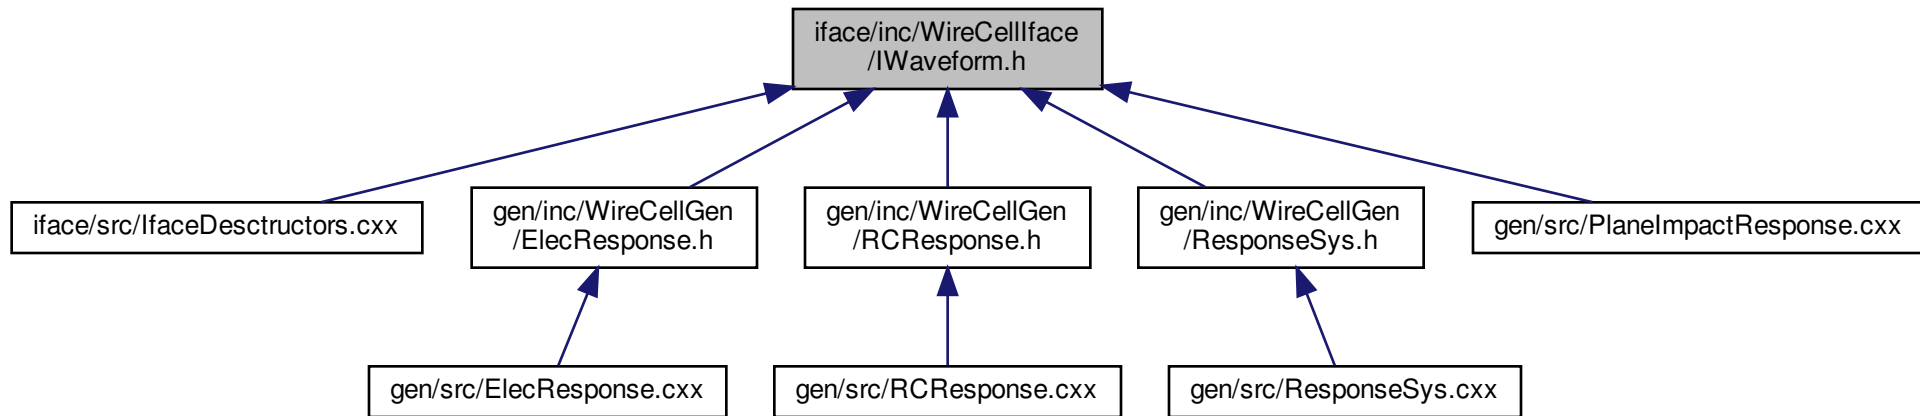 iface/inc/WireCellIface
/IWaveform.h
iface/src/IfaceDesctructors.cxx
gen/inc/WireCellGen
/ElecResponse.h
gen/inc/WireCellGen
/RCResponse.h
gen/inc/WireCellGen
/ResponseSys.h
gen/src/PlaneImpactResponse.cxx
gen/src/ElecResponse.cxx
gen/src/RCResponse.cxx
gen/src/ResponseSys.cxx